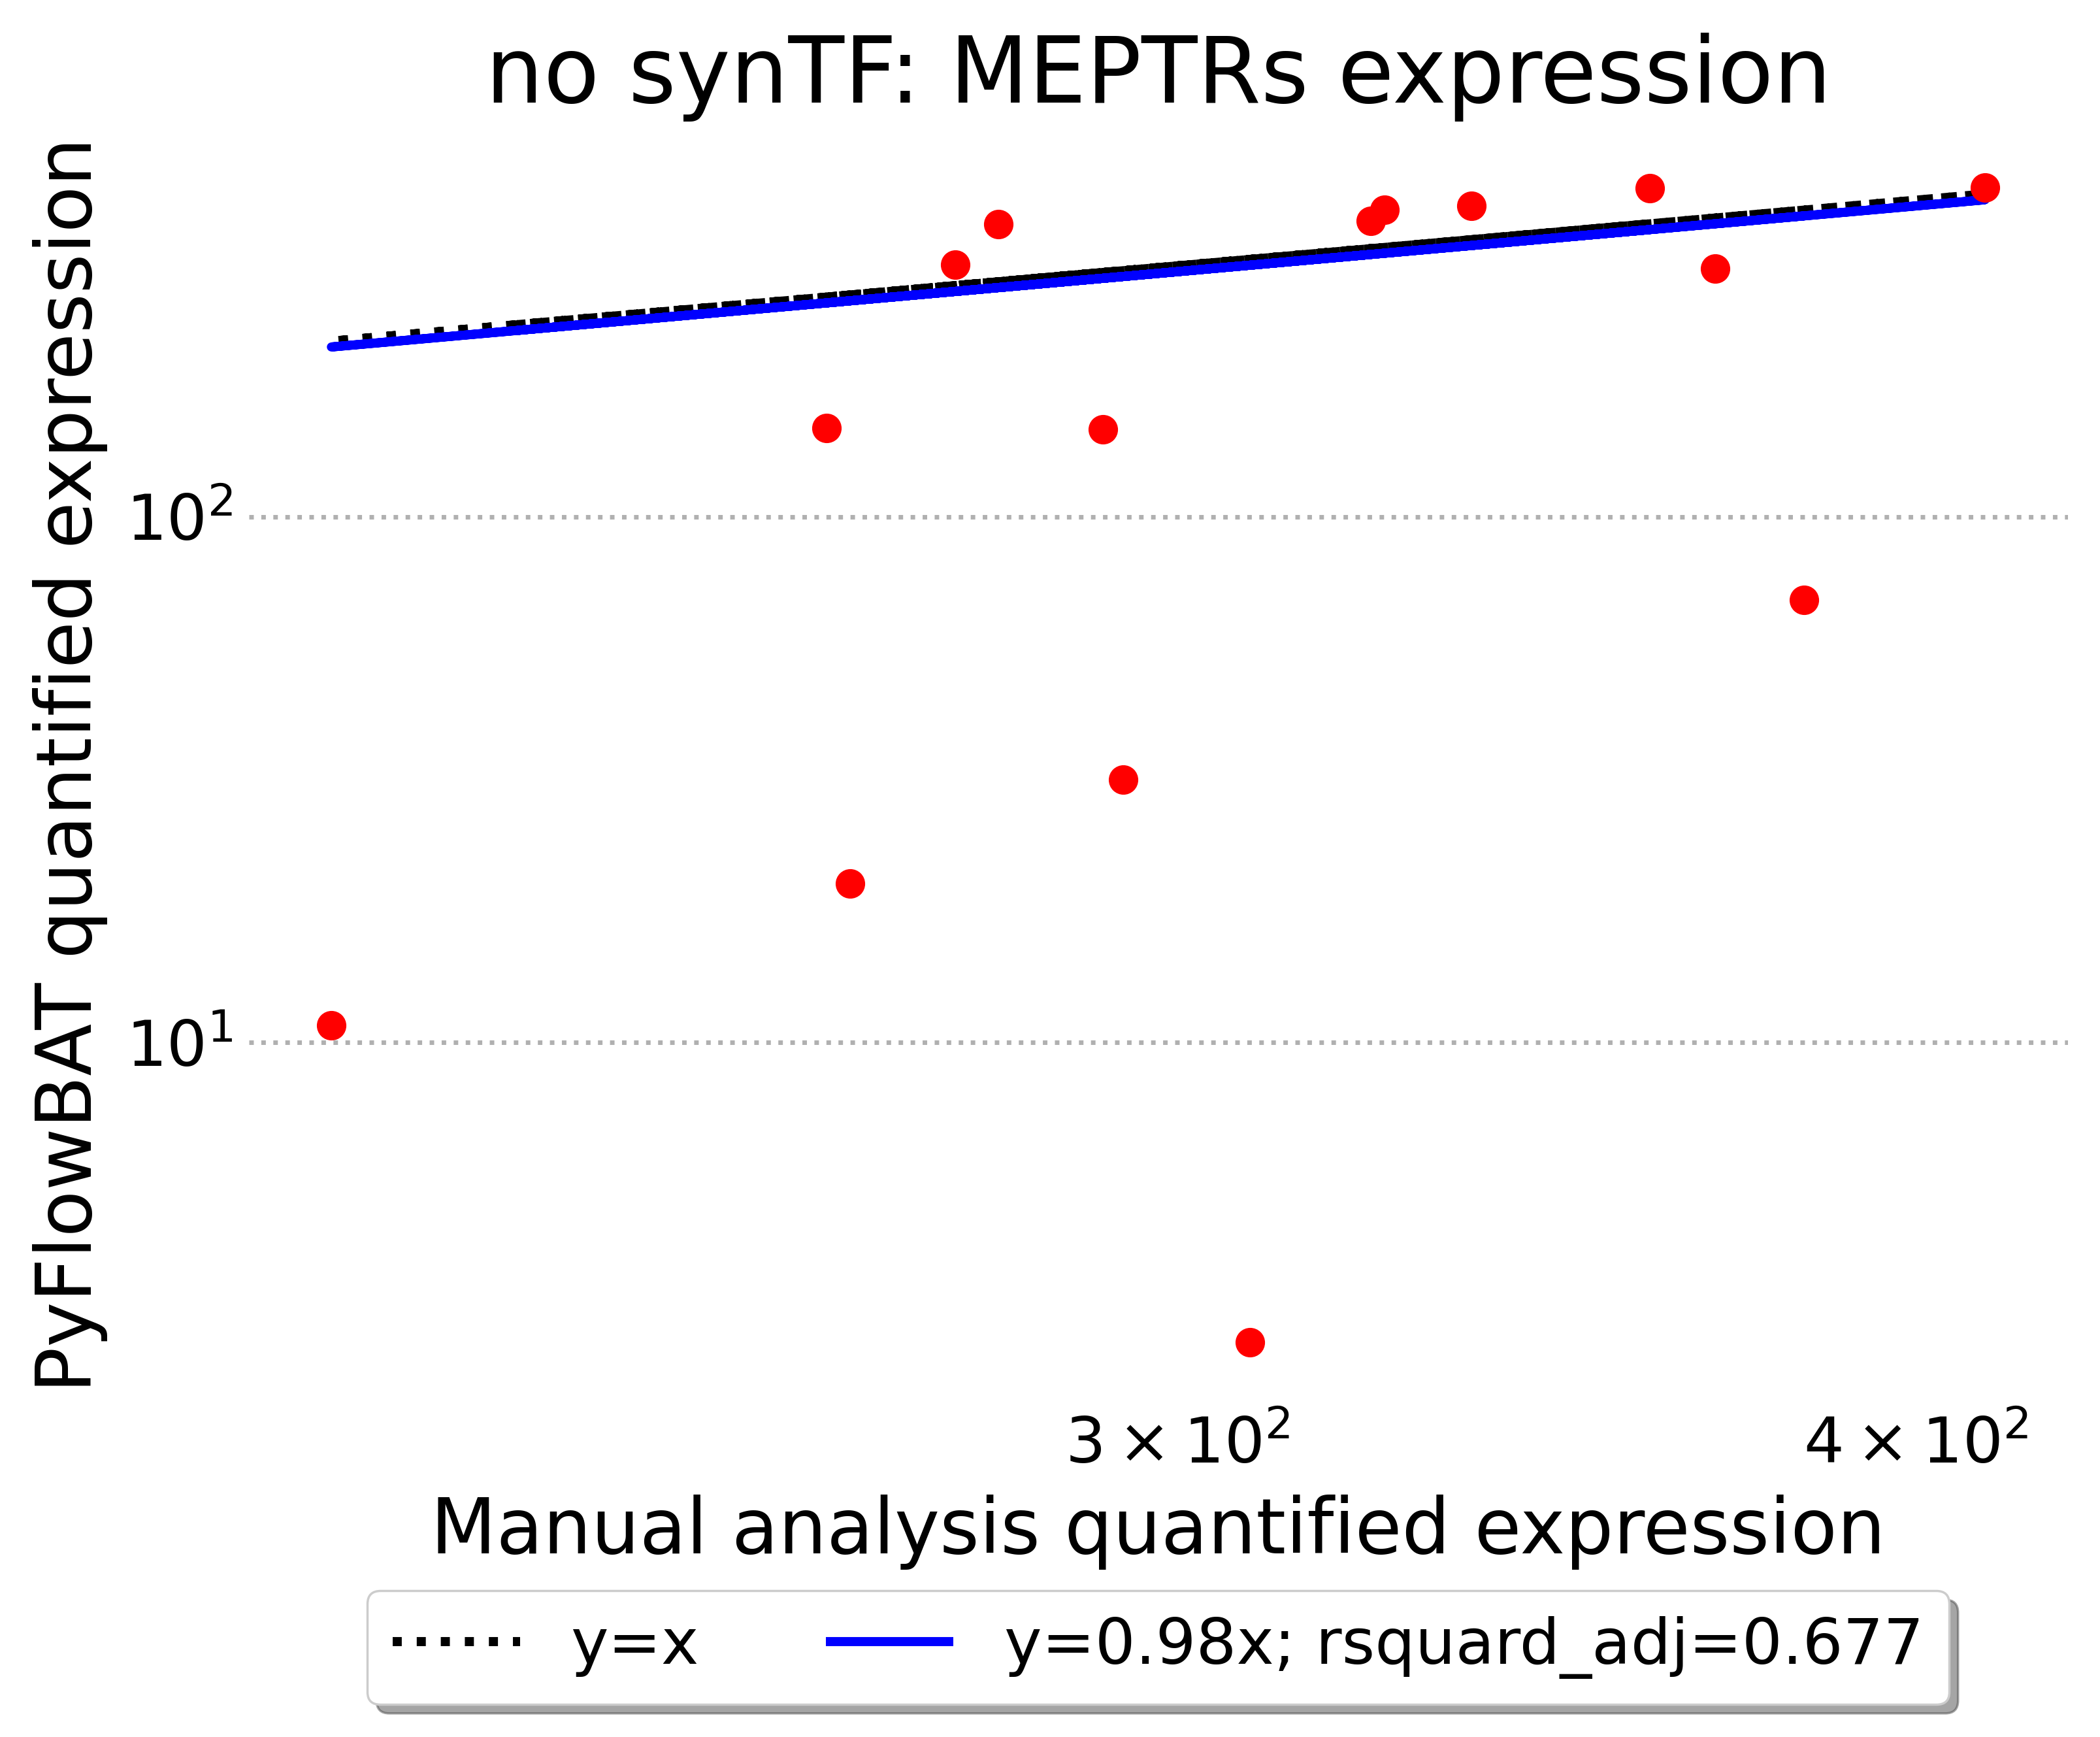 no synTF: MEPTRs expression
PyFlowBAT quantified expression
10²
10¹
3 × 10²
4 × 10²
Manual analysis quantified expression
y=x
y=0.98x; rsquard_adj=0.677